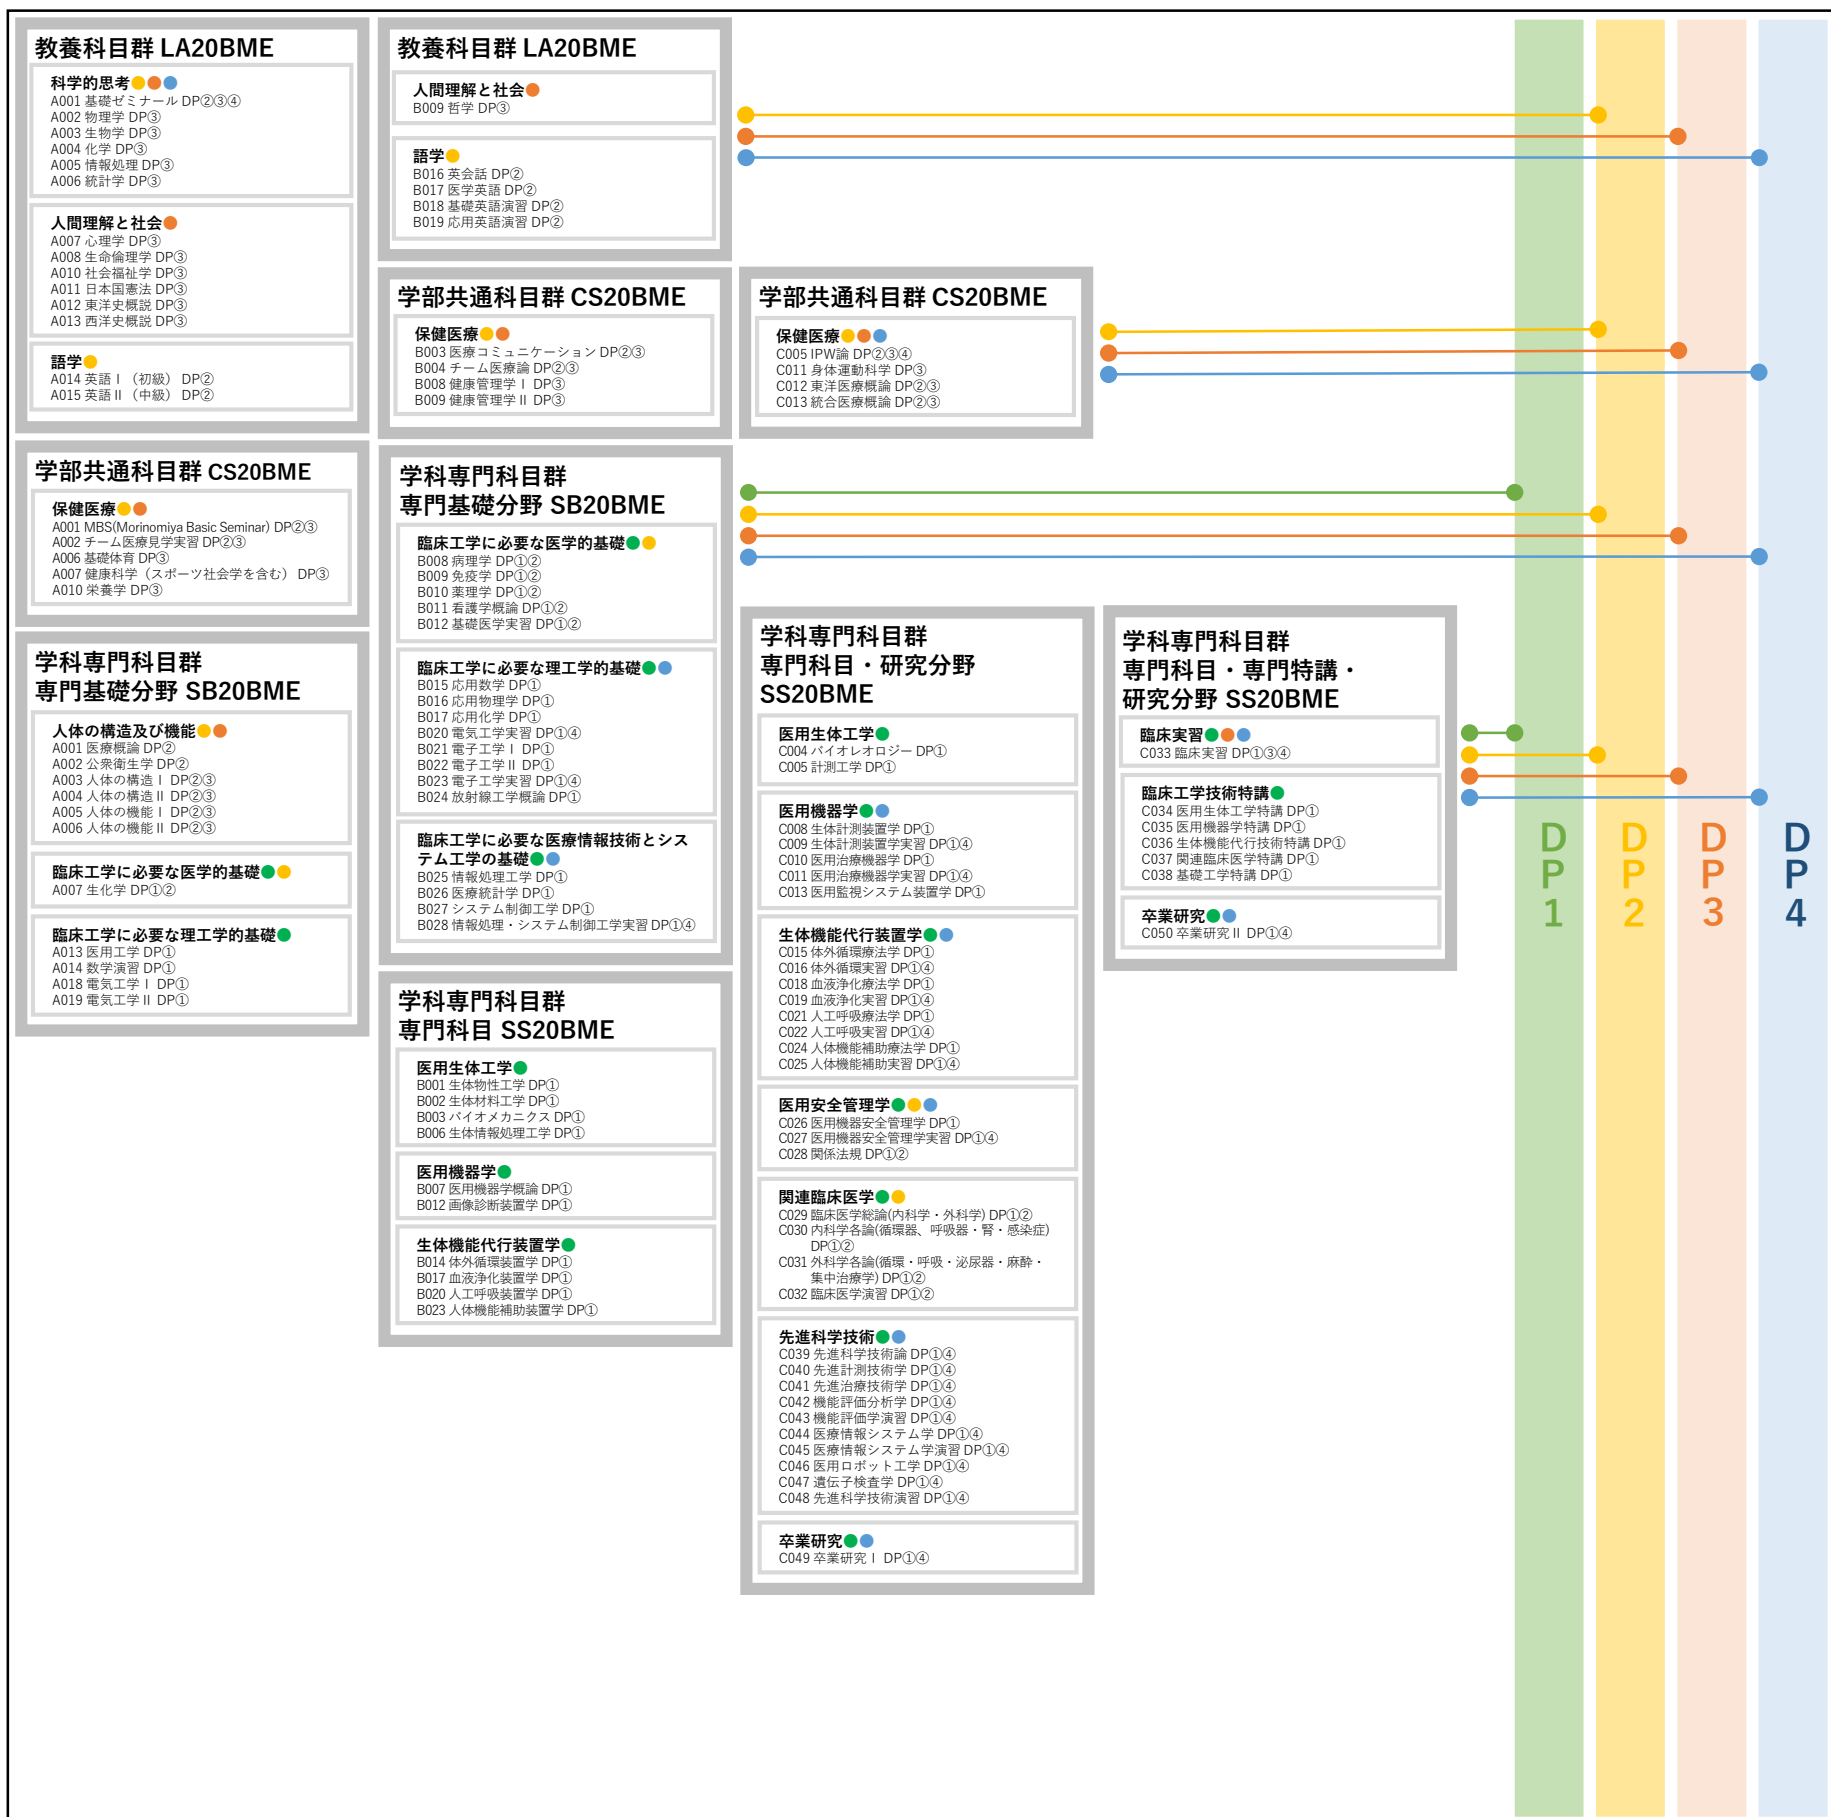 教養科目群 LA20BME
科学的思考
A001 基礎ゼミナール DP②③④
A002 物理学 DP③
A003 生物学 DP③
A004 化学 DP③
A005 情報処理 DP③
A006 統計学 DP③
人間理解と社会
A007 心理学 DP③
A008 生命倫理学 DP③
A010 社会福祉学 DP③
A011 日本国憲法 DP③
A012 東洋史概説 DP③
A013 西洋史概説 DP③
語学
A014 英語Ⅰ（初級） DP②
A015 英語Ⅱ（中級） DP②
学部共通科目群 CS20BME
保健医療
A001 MBS(Morinomiya Basic Seminar) DP②③
A002 チーム医療見学実習 DP②③
A006 基礎体育 DP③
A007 健康科学（スポーツ社会学を含む） DP③
A010 栄養学 DP③
学科専門科目群
専門基礎分野 SB20BME
人体の構造及び機能
A001 医療概論 DP②
A002 公衆衛生学 DP②
A003 人体の構造Ⅰ DP②③
A004 人体の構造Ⅱ DP②③
A005 人体の機能Ⅰ DP②③
A006 人体の機能Ⅱ DP②③
臨床工学に必要な医学的基礎
A007 生化学 DP①②
臨床工学に必要な理工学的基礎
A013 医用工学 DP①
A014 数学演習 DP①
A018 電気工学Ⅰ DP①
A019 電気工学Ⅱ DP①
教養科目群 LA20BME
人間理解と社会
B009 哲学 DP③
語学
B016 英会話 DP②
B017 医学英語 DP②
B018 基礎英語演習 DP②
B019 応用英語演習 DP②
学部共通科目群 CS20BME
保健医療
B003 医療コミュニケーション DP②③
B004 チーム医療論 DP②③
B008 健康管理学Ⅰ DP③
B009 健康管理学Ⅱ DP③
学科専門科目群
専門基礎分野 SB20BME
臨床工学に必要な医学的基礎
B008 病理学 DP①②
B009 免疫学 DP①②
B010 薬理学 DP①②
B011 看護学概論 DP①②
B012 基礎医学実習 DP①②
臨床工学に必要な理工学的基礎
B015 応用数学 DP①
B016 応用物理学 DP①
B017 応用化学 DP①
B020 電気工学実習 DP①④
B021 電子工学Ⅰ DP①
B022 電子工学Ⅱ DP①
B023 電子工学実習 DP①④
B024 放射線工学概論 DP①
臨床工学に必要な医療情報技術とシス
テム工学の基礎
B025 情報処理工学 DP①
B026 医療統計学 DP①
B027 システム制御工学 DP①
B028 情報処理・システム制御工学実習 DP①④
学科専門科目群
専門科目 SS20BME
医用生体工学
B001 生体物性工学 DP①
B002 生体材料工学 DP①
B003 バイオメカニクス DP①
B006 生体情報処理工学 DP①
医用機器学
B007 医用機器学概論 DP①
B012 画像診断装置学 DP①
生体機能代行装置学
B014 体外循環装置学 DP①
B017 血液浄化装置学 DP①
B020 人工呼吸装置学 DP①
B023 人体機能補助装置学 DP①
学部共通科目群 CS20BME
保健医療
C005 IPW論 DP②③④
C011 身体運動科学 DP③
C012 東洋医療概論 DP②③
C013 統合医療概論 DP②③
学科専門科目群
専門科目・研究分野
SS20BME
医用生体工学
C004 バイオレオロジー DP①
C005 計測工学 DP①
医用機器学
C008 生体計測装置学 DP①
C009 生体計測装置学実習 DP①④
C010 医用治療機器学 DP①
C011 医用治療機器学実習 DP①④
C013 医用監視システム装置学 DP①
生体機能代行装置学
C015 体外循環療法学 DP①
C016 体外循環実習 DP①④
C018 血液浄化療法学 DP①
C019 血液浄化実習 DP①④
C021 人工呼吸療法学 DP①
C022 人工呼吸実習 DP①④
C024 人体機能補助療法学 DP①
C025 人体機能補助実習 DP①④
医用安全管理学
C026 医用機器安全管理学 DP①
C027 医用機器安全管理学実習 DP①④
C028 関係法規 DP①②
関連臨床医学
C029 臨床医学総論(内科学・外科学) DP①②
C030 内科学各論(循環器、呼吸器・腎・感染症)
DP①②
C031 外科学各論(循環・呼吸・泌尿器・麻酔・
集中治療学) DP①②
C032 臨床医学演習 DP①②
先進科学技術
C039 先進科学技術論 DP①④
C040 先進計測技術学 DP①④
C041 先進治療技術学 DP①④
C042 機能評価分析学 DP①④
C043 機能評価学演習 DP①④
C044 医療情報システム学 DP①④
C045 医療情報システム学演習 DP①④
C046 医用ロボット工学 DP①④
C047 遺伝子検査学 DP①④
C048 先進科学技術演習 DP①④
卒業研究
C049 卒業研究Ⅰ DP①④
学科専門科目群
専門科目・専門特講・
研究分野 SS20BME
臨床実習
C033 臨床実習 DP①③④
臨床工学技術特講
C034 医用生体工学特講 DP①
C035 医用機器学特講 DP①
C036 生体機能代行技術特講 DP①
C037 関連臨床医学特講 DP①
C038 基礎工学特講 DP①
卒業研究
C050 卒業研究Ⅱ DP①④
DP1
DP2
DP3
DP4